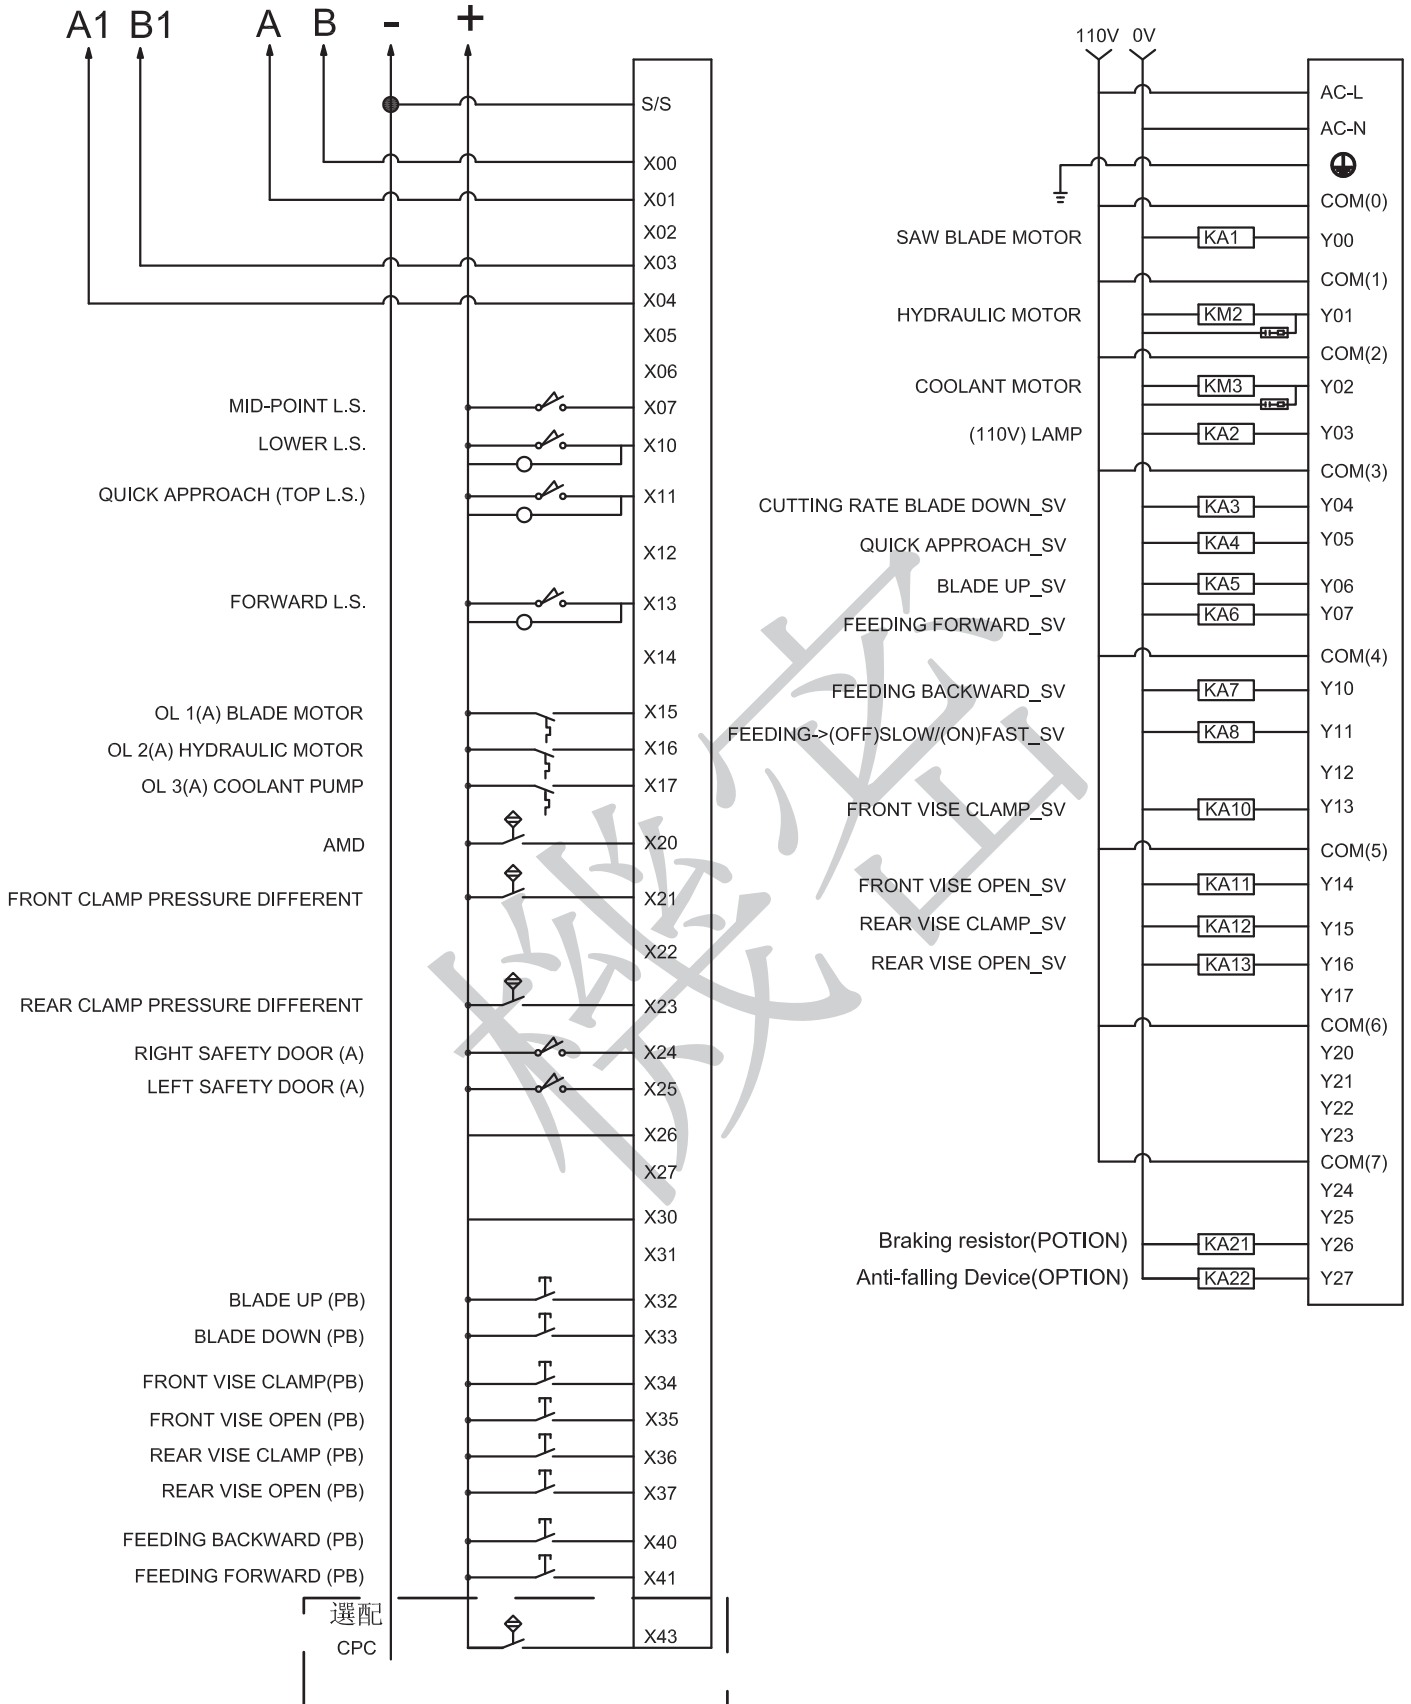 A1 B1 A B - +
S/S
X00
X01
X02
X03
X04
X05
X06
MID-POINT L.S. X07
LOWER L.S. X10
QUICK APPROACH (TOP L.S.) X11
X12
FORWARD L.S. X13
X14
OL 1(A) BLADE MOTOR X15
OL 2(A) HYDRAULIC MOTOR X16
OL 3(A) COOLANT PUMP X17
AMD X20
FRONT CLAMP PRESSURE DIFFERENT X21
X22
REAR CLAMP PRESSURE DIFFERENT X23
RIGHT SAFETY DOOR (A) X24
LEFT SAFETY DOOR (A) X25
X26
X27
X30
X31
BLADE UP (PB) X32
BLADE DOWN (PB) X33
FRONT VISE CLAMP(PB) X34
FRONT VISE OPEN (PB) X35
REAR VISE CLAMP (PB) X36
REAR VISE OPEN (PB) X37
FEEDING BACKWARD (PB) X40
FEEDING FORWARD (PB) X41
選配
CPC X43
110V 0V
AC-L
AC-N
COM(0)
SAW BLADE MOTOR KA1 Y00
COM(1)
HYDRAULIC MOTOR KM2 Y01
COM(2)
COOLANT MOTOR KM3 Y02
(110V) LAMP KA2 Y03
COM(3)
CUTTING RATE BLADE DOWN_SV KA3 Y04
QUICK APPROACH_SV KA4 Y05
BLADE UP_SV KA5 Y06
FEEDING FORWARD_SV KA6 Y07
COM(4)
FEEDING BACKWARD_SV KA7 Y10
FEEDING->(OFF)SLOW/(ON)FAST_SV KA8 Y11
Y12
FRONT VISE CLAMP_SV KA10 Y13
COM(5)
FRONT VISE OPEN_SV KA11 Y14
REAR VISE CLAMP_SV KA12 Y15
REAR VISE OPEN_SV KA13 Y16
Y17
COM(6)
Y20
Y21
Y22
Y23
COM(7)
Y24
Y25
Braking resistor(POTION) KA21 Y26
Anti-falling Device(OPTION) KA22 Y27
機密